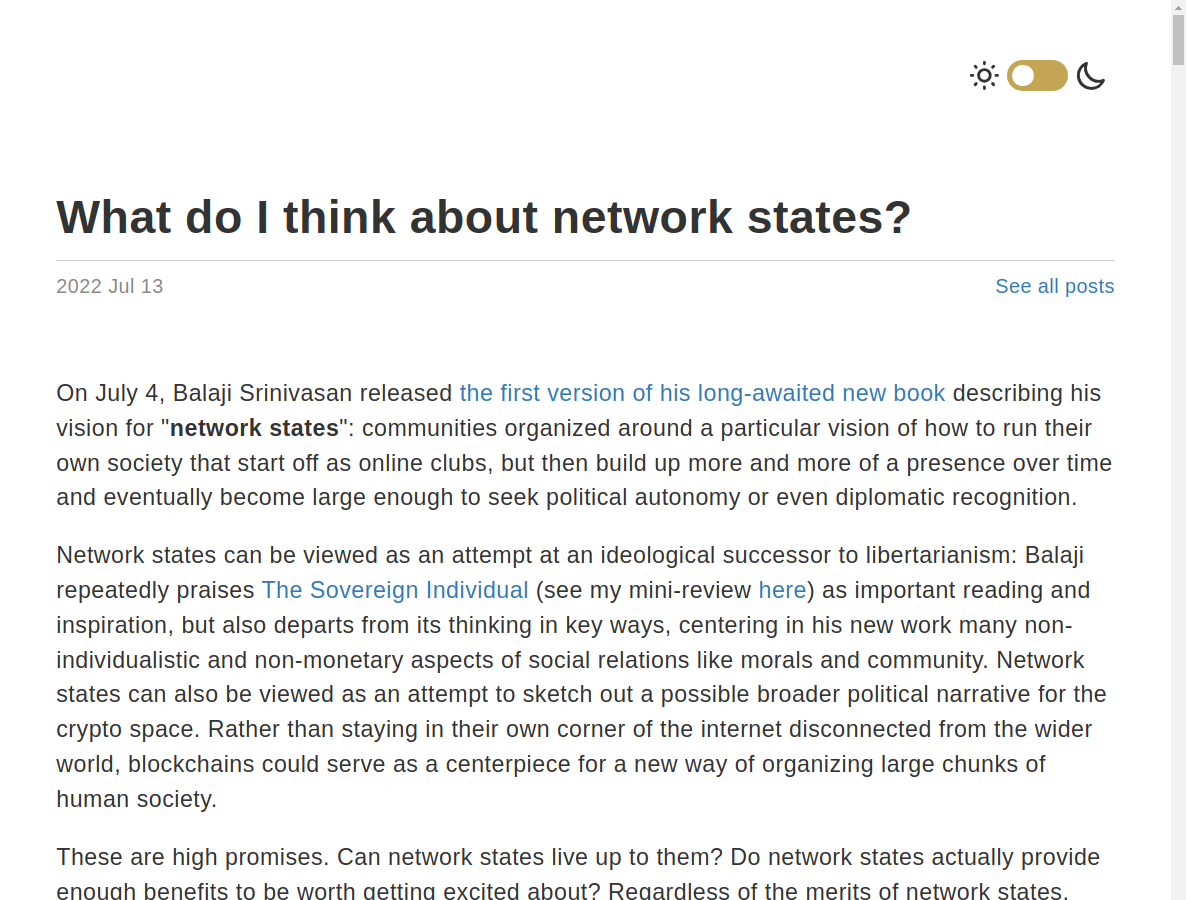 What do I think about network states?
2022 Jul 13
See all posts
On July 4, Balaji Srinivasan released the first version of his long-awaited new book describing his
vision for "network states": communities organized around a particular vision of how to run their
own society that start off as online clubs, but then build up more and more of a presence over time
and eventually become large enough to seek political autonomy or even diplomatic recognition.
Network states can be viewed as an attempt at an ideological successor to libertarianism: Balaji
repeatedly praises The Sovereign Individual (see my mini-review here) as important reading and
inspiration, but also departs from its thinking in key ways, centering in his new work many non-
individualistic and non-monetary aspects of social relations like morals and community. Network
states can also be viewed as an attempt to sketch out a possible broader political narrative for the
crypto space. Rather than staying in their own corner of the internet disconnected from the wider
world, blockchains could serve as a centerpiece for a new way of organizing large chunks of
human society.
These are high promises. Can network states live up to them? Do network states actually provide
enough benefits to be worth getting excited about? Regardless of the merits of network states,